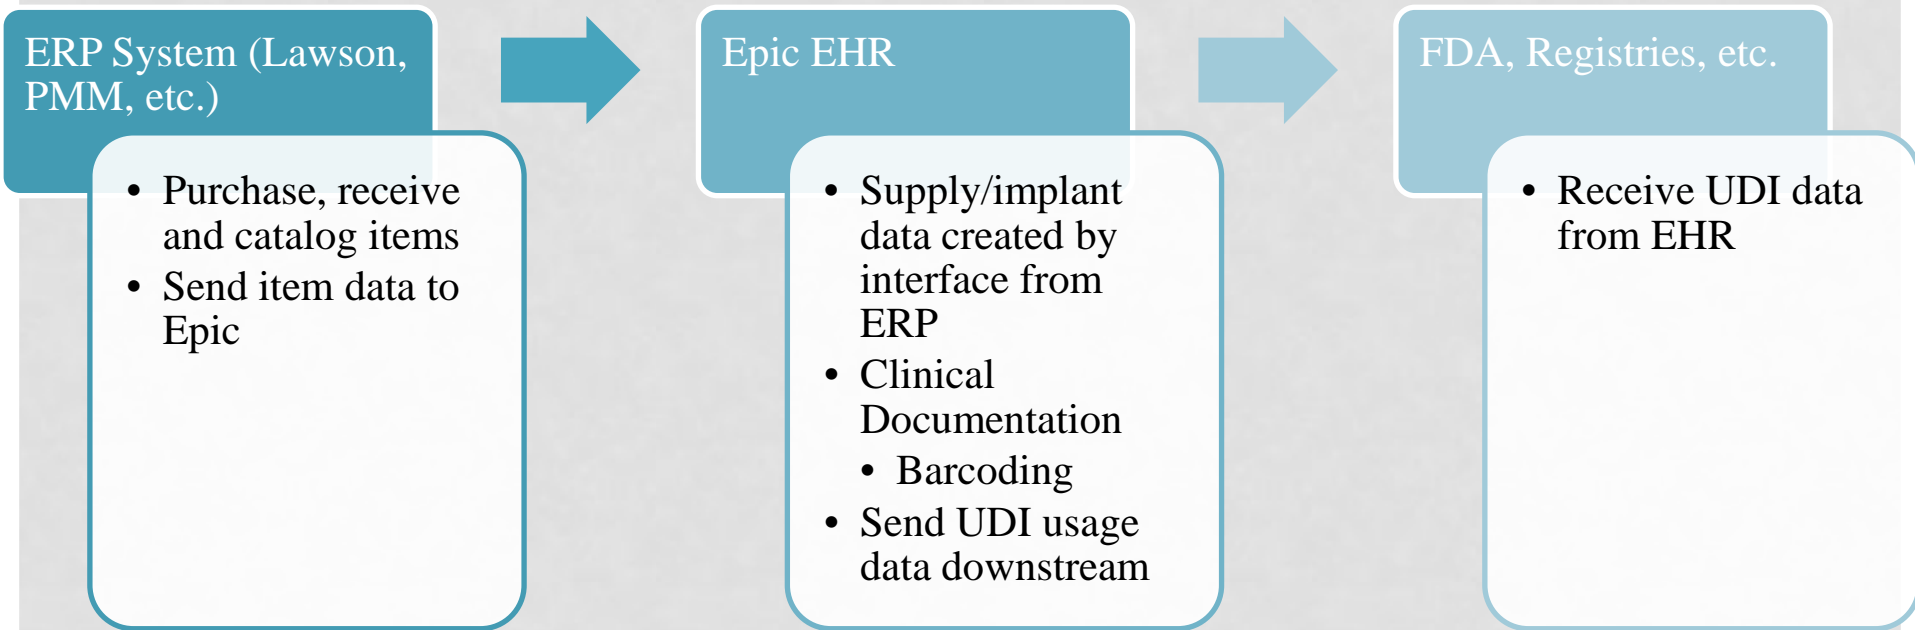 ERP System (Lawson,
PMM, etc.)
• Purchase, receive
and catalog items
• Send item data to
Epic
Epic EHR
• Supply/implant
data created by
interface from
ERP
• Clinical
Documentation
• Barcoding
• Send UDI usage
data downstream
FDA, Registries, etc.
• Receive UDI data
from EHR